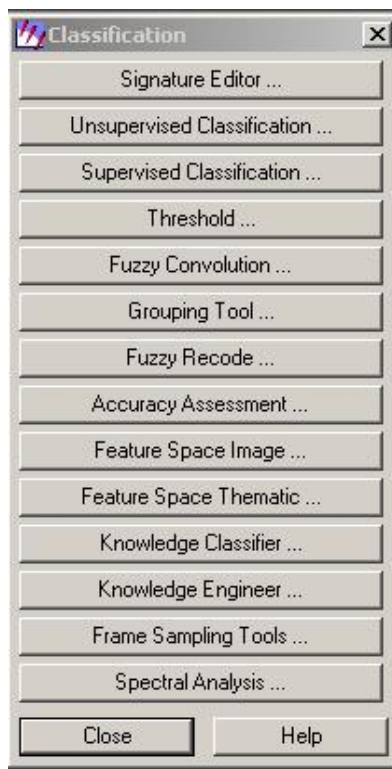 Classification
Signature Editor ...
Unsupervised Classification ...
Supervised Classification ...
Threshold ...
Fuzzy Convolution ...
Grouping Tool ...
Fuzzy Recode ...
Accuracy Assessment ...
Feature Space Image ...
Feature Space Thematic ...
Knowledge Classifier ...
Knowledge Engineer ...
Frame Sampling Tools ...
Spectral Analysis ...
Close Help